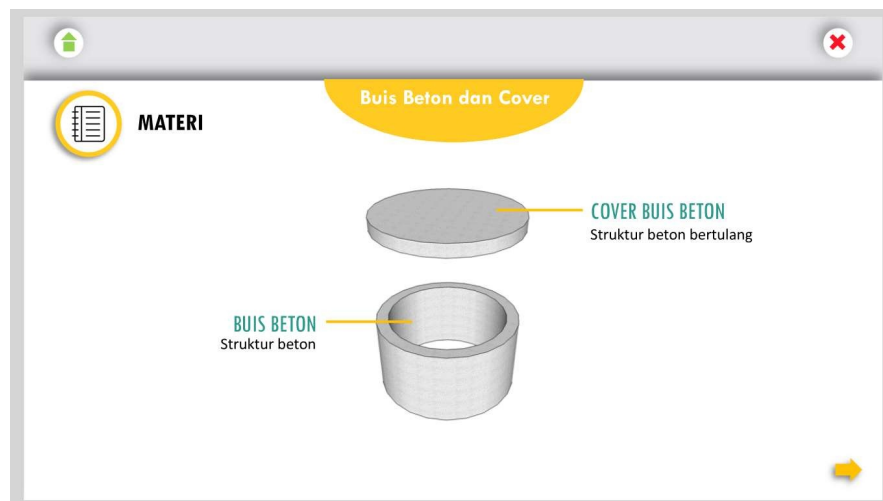 Buis Beton dan Cover
MATERI
COVER BUIS BETON
Struktur beton bertulang
BUIS BETON
Struktur beton